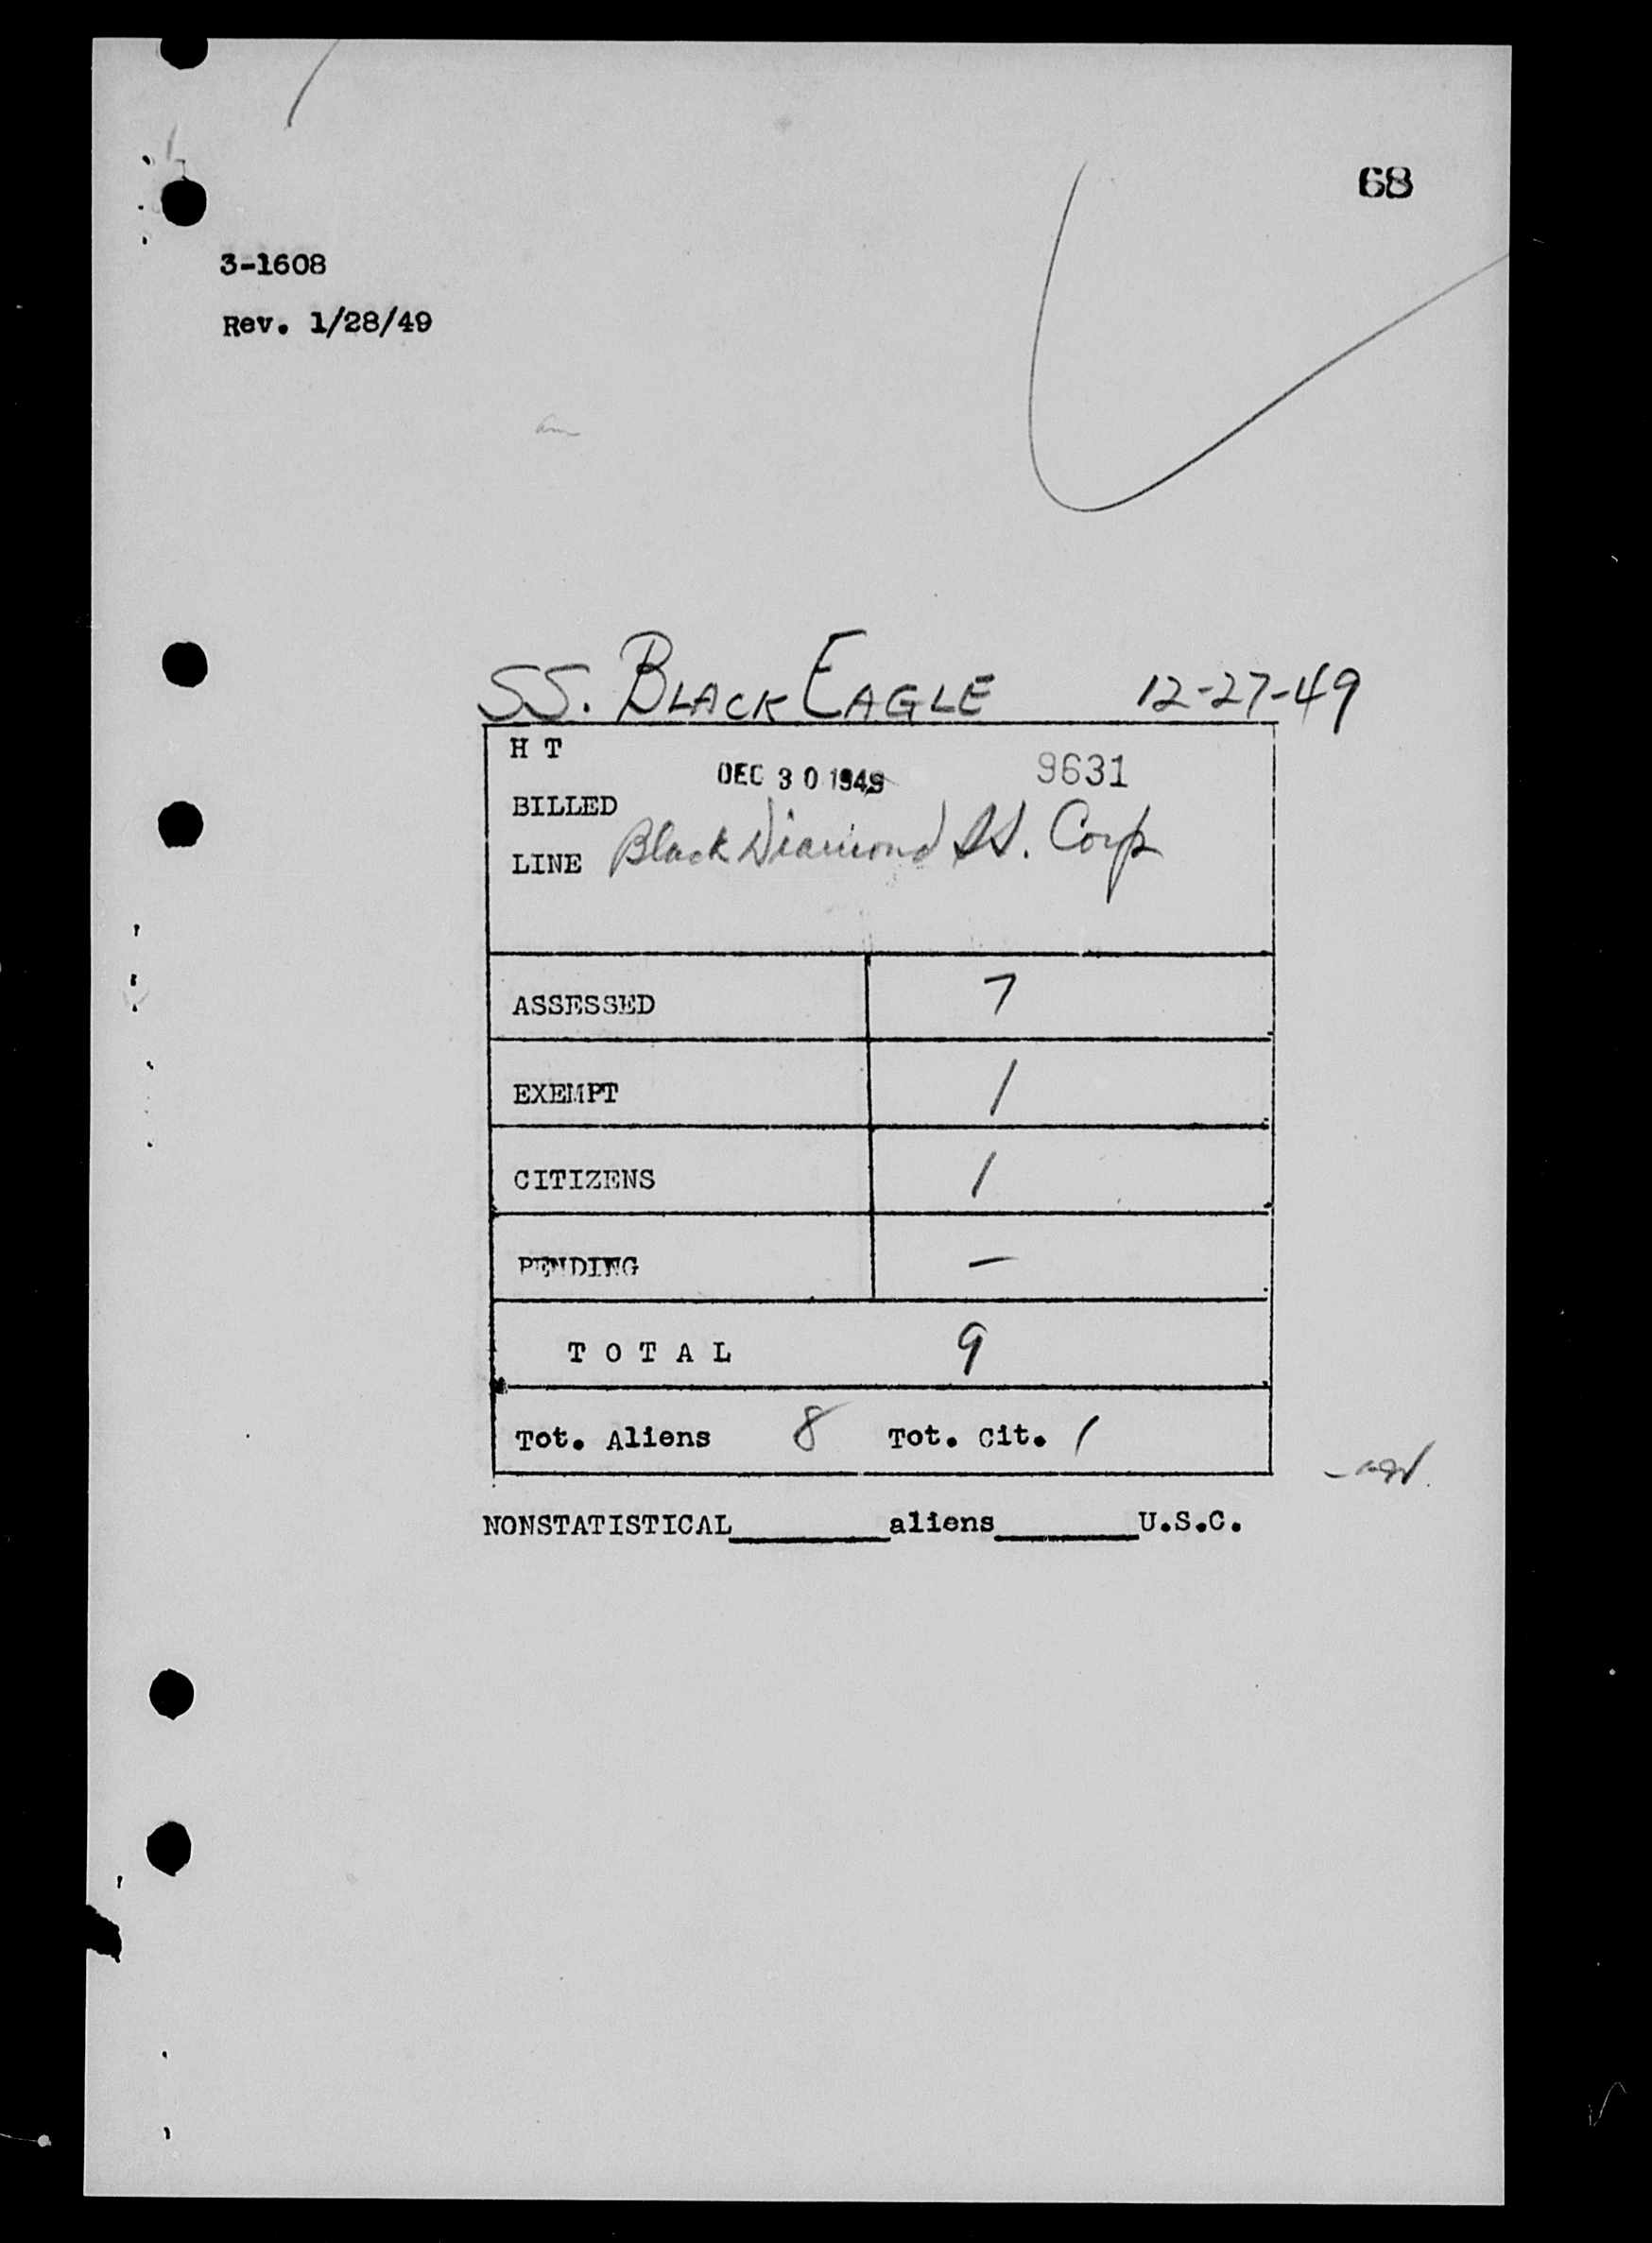 68
3-1608
Rev. 1/28/49
SS. BLACK EAGLE 12-27-49
H T
DEC 30 1949 9631
BILLED
LINE Black Diamond SS. Corp
ASSESSED 7
EXEMPT 1
CITIZENS 1
PENDING —
TOTAL 9
Tot. Aliens 8 Tot. Cit. 1
NONSTATISTICAL________aliens_______U.S.C.